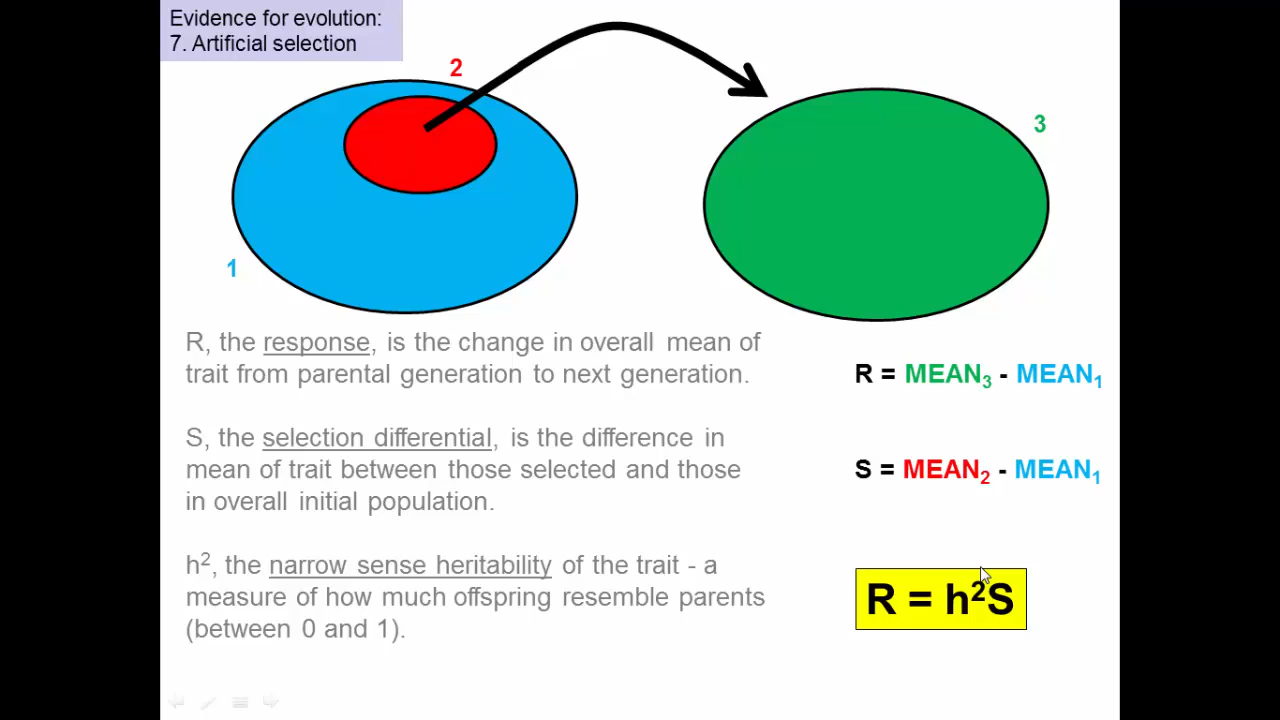 Evidence for evolution:
7. Artificial selection
2
3
1
R, the response, is the change in overall mean of
trait from parental generation to next generation.
R = MEAN₃ - MEAN₁
S, the selection differential, is the difference in
mean of trait between those selected and those
in overall initial population.
S = MEAN₂ - MEAN₁
h², the narrow sense heritability of the trait - a
measure of how much offspring resemble parents
(between 0 and 1).
R = h²S